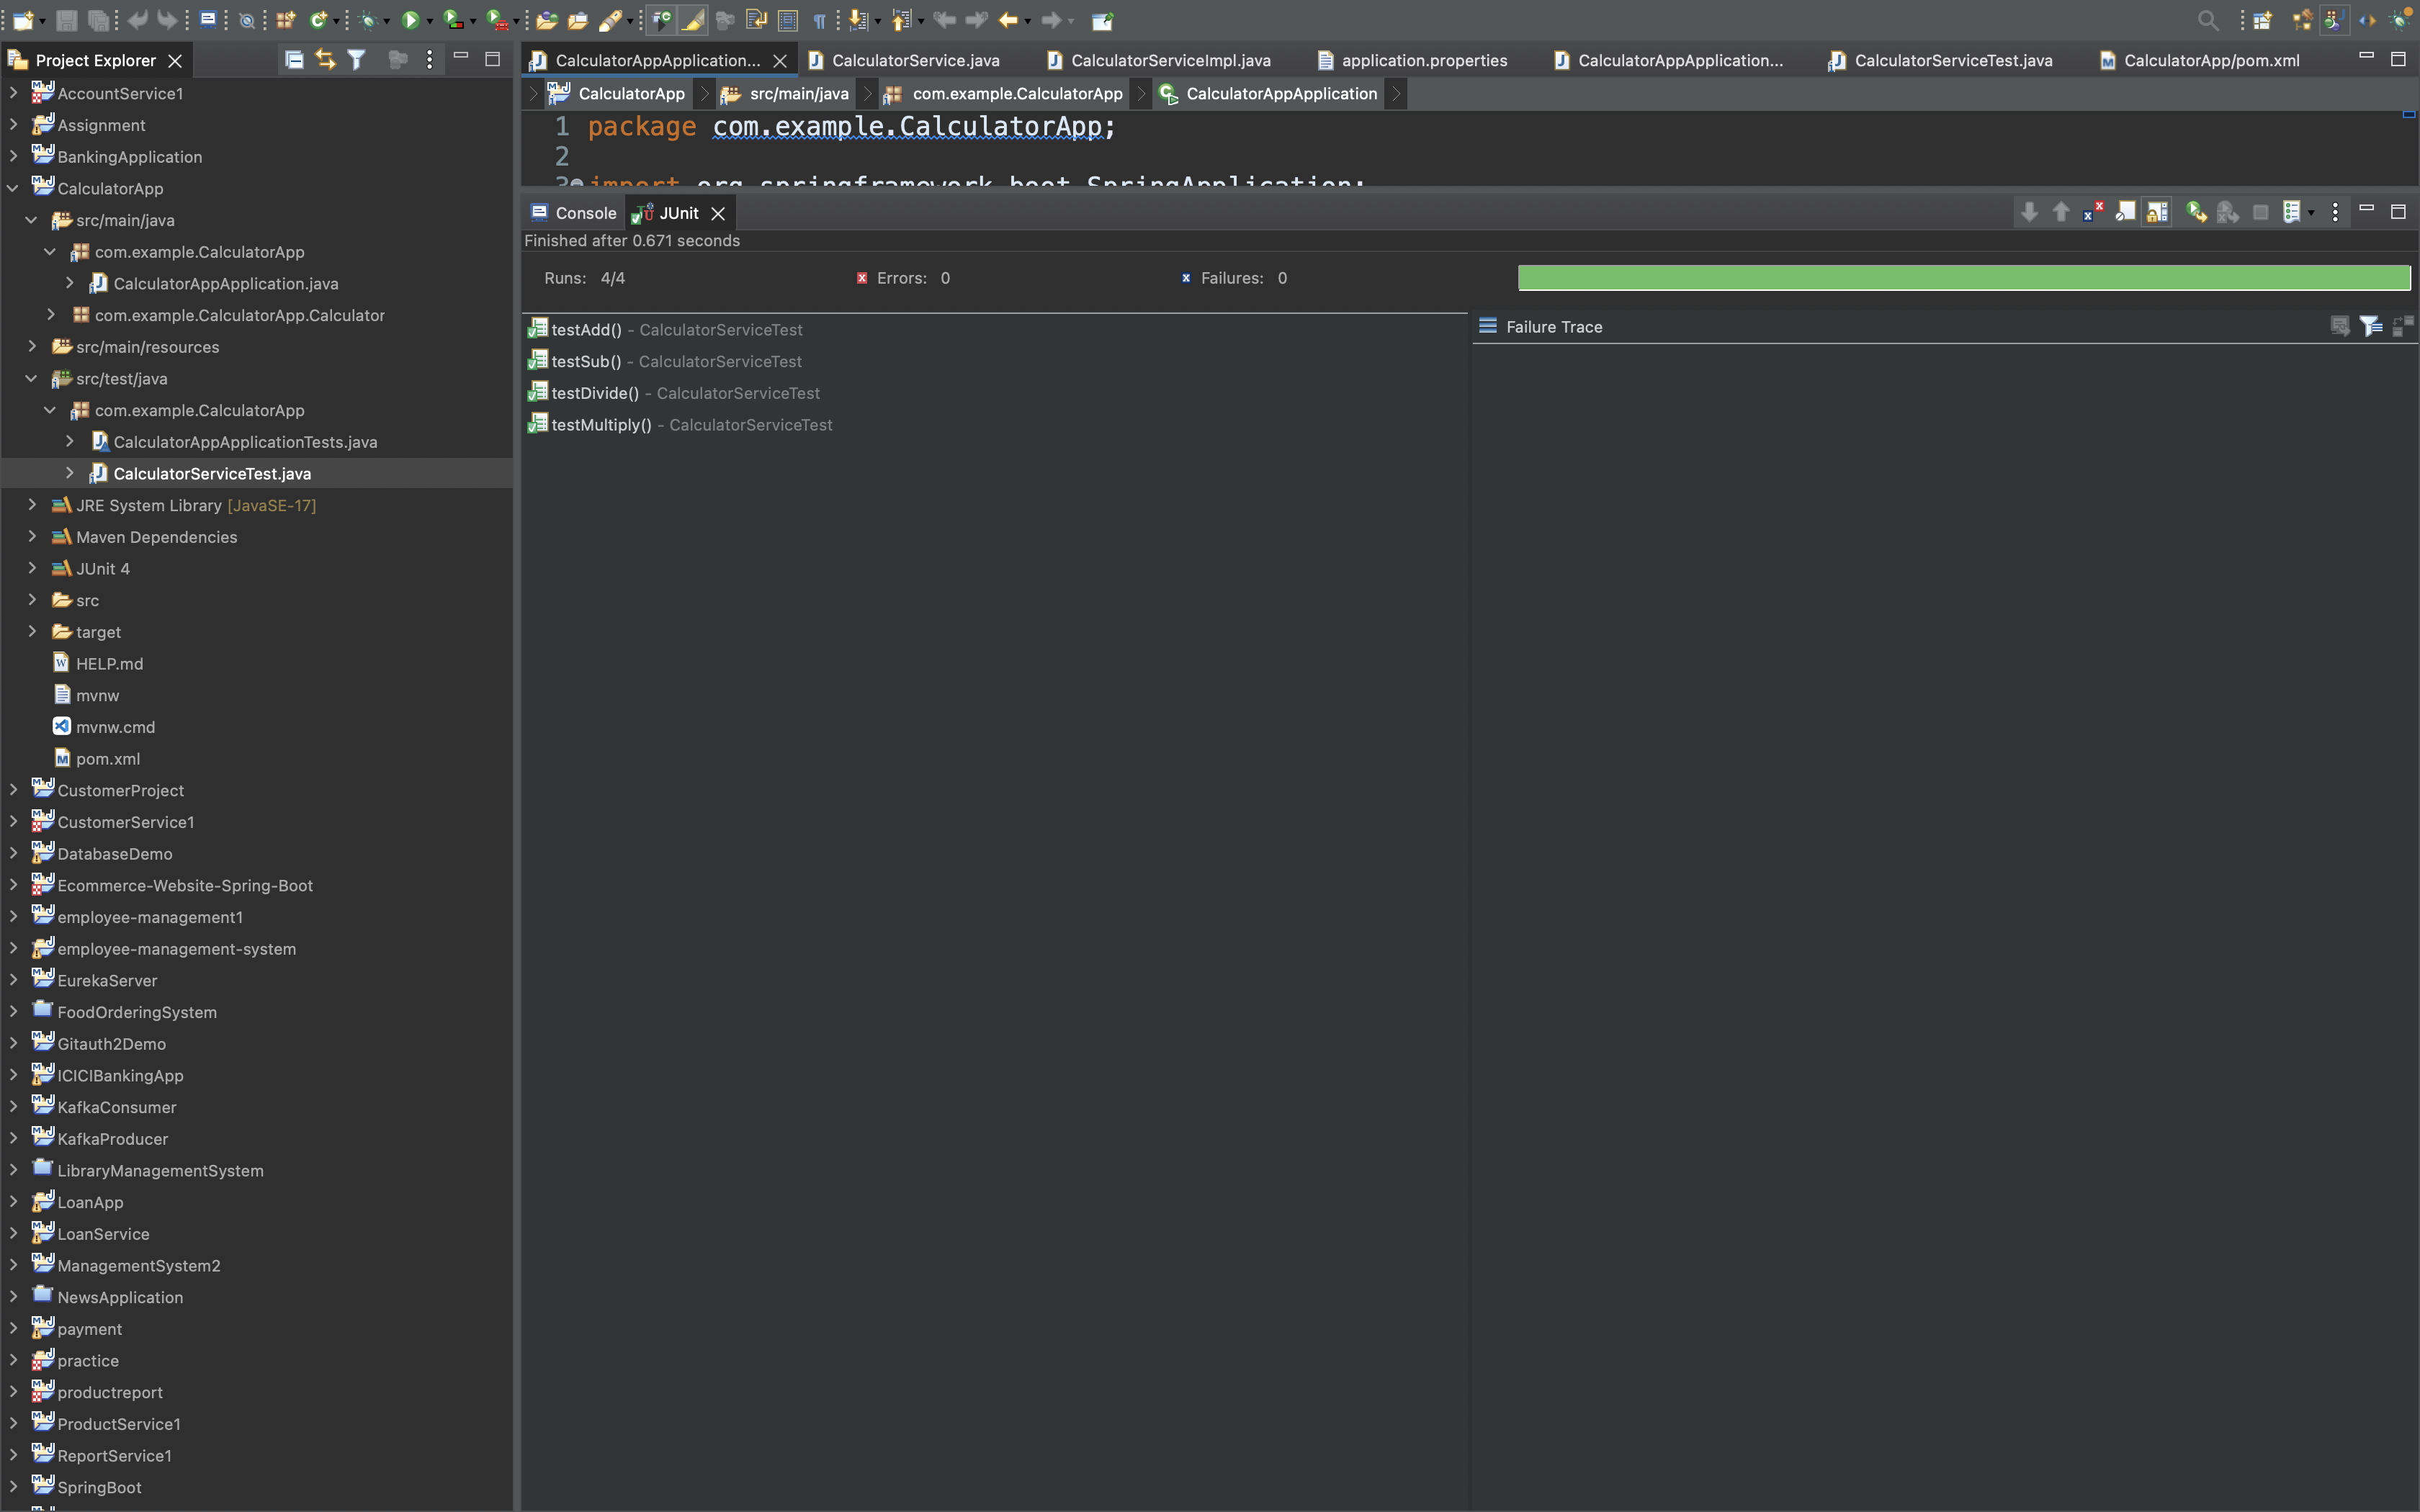 Project Explorer
AccountService1
Assignment
BankingApplication
CalculatorApp
src/main/java
com.example.CalculatorApp
CalculatorAppApplication.java
com.example.CalculatorApp.Calculator
src/main/resources
src/test/java
com.example.CalculatorApp
CalculatorAppApplicationTests.java
CalculatorServiceTest.java
JRE System Library [JavaSE-17]
Maven Dependencies
JUnit 4
src
target
HELP.md
mvnw
mvnw.cmd
pom.xml
CustomerProject
CustomerService1
DatabaseDemo
Ecommerce-Website-Spring-Boot
employee-management1
employee-management-system
EurekaServer
FoodOrderingSystem
Gitauth2Demo
ICICIBankingApp
KafkaConsumer
KafkaProducer
LibraryManagementSystem
LoanApp
LoanService
ManagementSystem2
NewsApplication
payment
practice
productreport
ProductService1
ReportService1
SpringBoot
CalculatorAppApplication... CalculatorService.java CalculatorServiceImpl.java application.properties CalculatorAppApplication... CalculatorServiceTest.java CalculatorApp/pom.xml
CalculatorApp src/main/java com.example.CalculatorApp CalculatorAppApplication
1 package com.example.CalculatorApp;
2
3 import org.springframework.boot.SpringApplication;
Console JUnit
Finished after 0.671 seconds
Runs: 4/4 Errors: 0 Failures: 0
testAdd() - CalculatorServiceTest
testSub() - CalculatorServiceTest
testDivide() - CalculatorServiceTest
testMultiply() - CalculatorServiceTest
Failure Trace